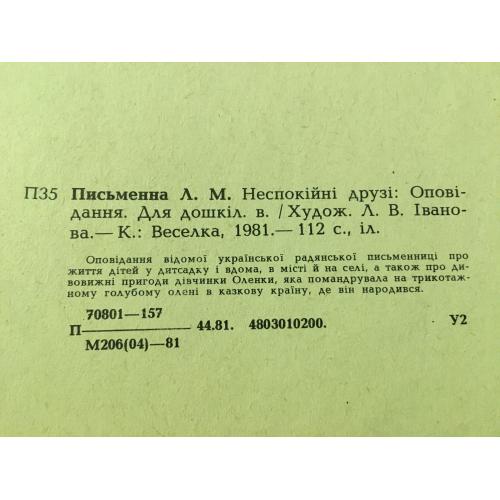 П35 Письменна Л. М. Неспокійні друзі: Опові-
дання. Для дошкіл. в. / Худож. Л. В. Івано-
ва.— К.: Веселка, 1981.— 112 с., іл.
Оповідання відомої української радянської письменниці про
життя дітей у дитсадку і вдома, в місті й на селі, а також про ди-
вовижні пригоди дівчинки Оленки, яка помандрувала на трикотаж-
ному голубому олені в казкову країну, де він народився.
70801—157
П————— 44.81. 4803010200. У2
М206(04)—81